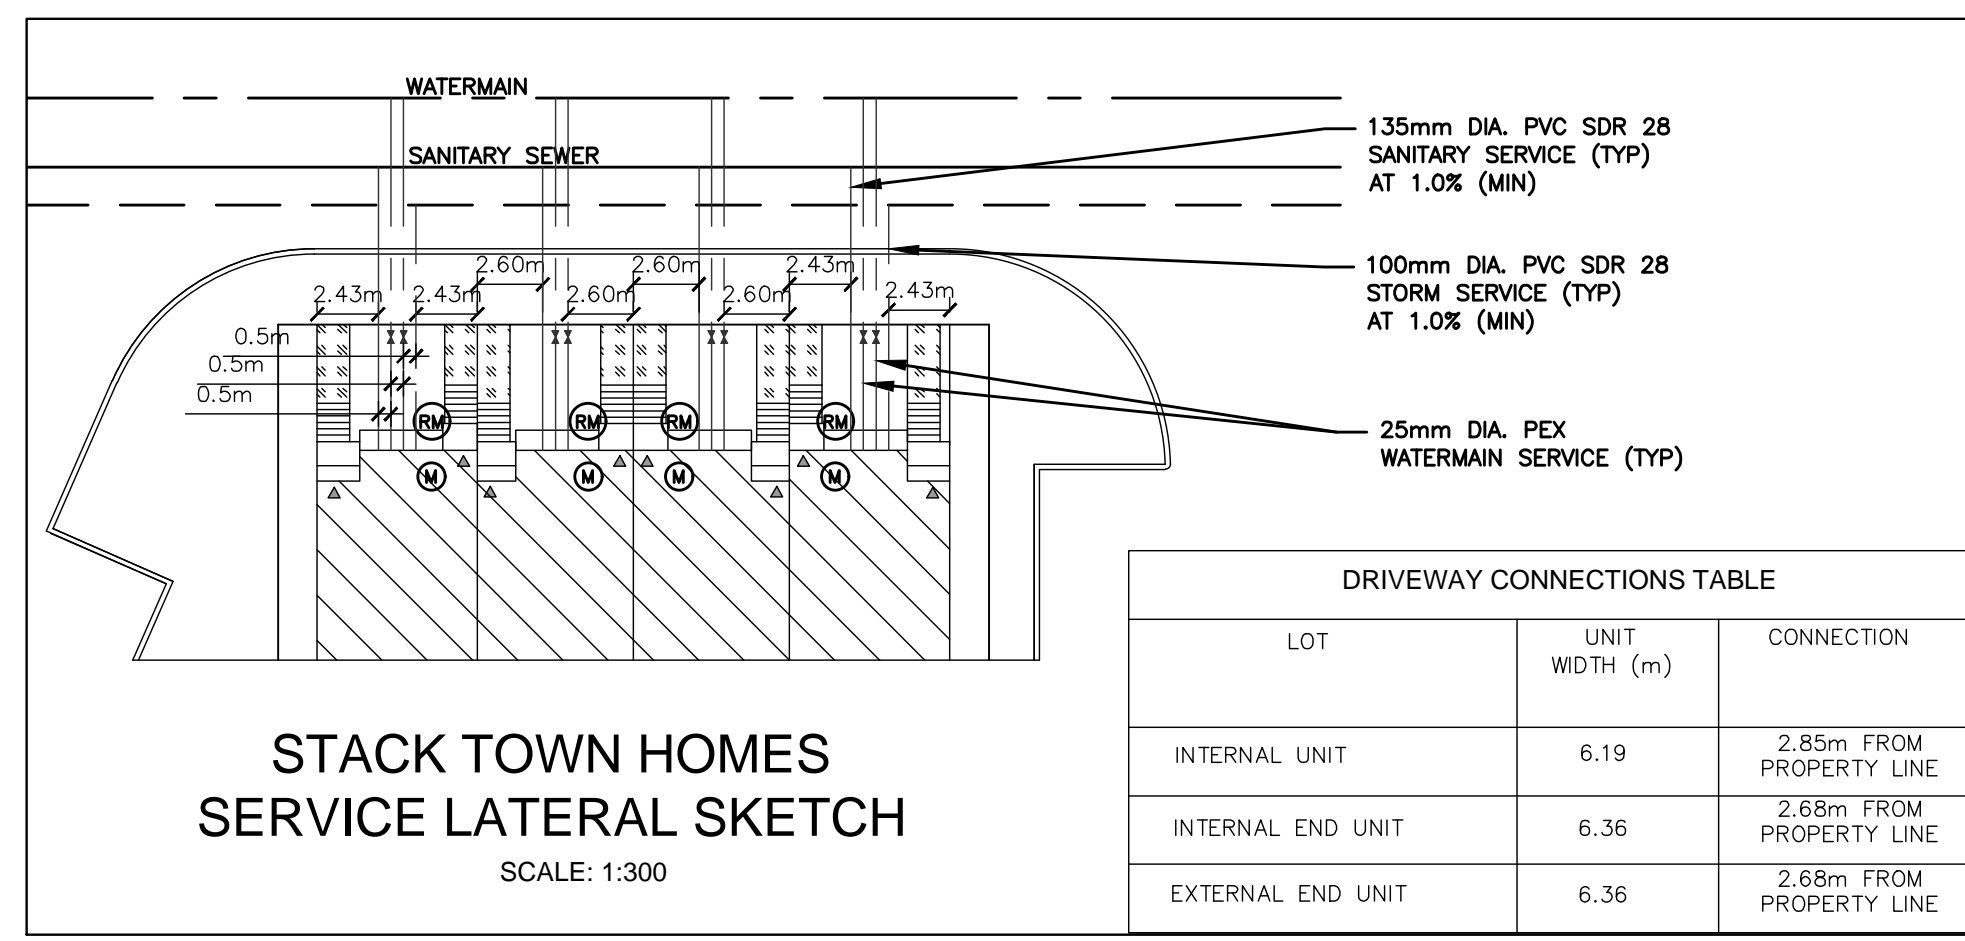 WATERMAIN
SANITARY SEWER
135mm DIA. PVC SDR 28
SANITARY SERVICE (TYP)
AT 1.0% (MIN)
100mm DIA. PVC SDR 28
STORM SERVICE (TYP)
AT 1.0% (MIN)
2.60m 2.60m 2.43m
2.43m 2.43m 2.60m 2.60m 2.43m
0.5m
0.5m
0.5m
RM RM RM RM
M M M M
25mm DIA. PEX
WATERMAIN SERVICE (TYP)
DRIVEWAY CONNECTIONS TABLE
LOT
UNIT
WIDTH (m)
CONNECTION
INTERNAL UNIT
6.19
2.85m FROM
PROPERTY LINE
INTERNAL END UNIT
6.36
2.68m FROM
PROPERTY LINE
EXTERNAL END UNIT
6.36
2.68m FROM
PROPERTY LINE
STACK TOWN HOMES
SERVICE LATERAL SKETCH
SCALE: 1:300